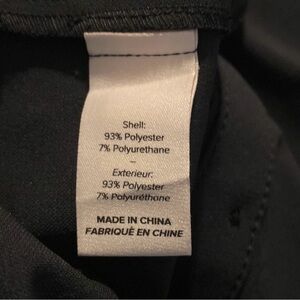 Shell:
93% Polyester
7% Polyurethane
–
Exterieur:
93% Polyester
7% Polyuréthane
MADE IN CHINA
FABRIQUÉ EN CHINE